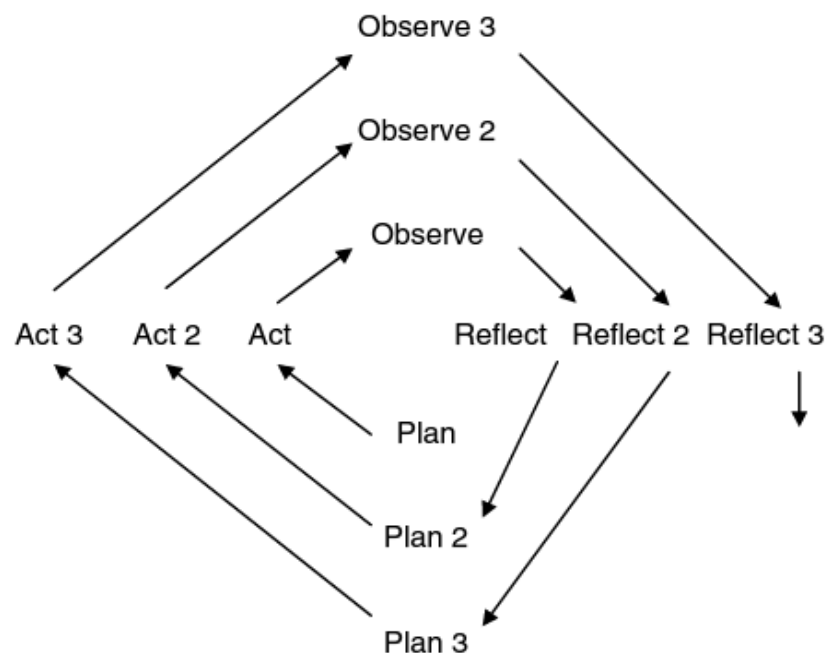 Observe 3
Observe 2
Observe
Act 3 Act 2 Act Reflect Reflect 2 Reflect 3
Plan
Plan 2
Plan 3